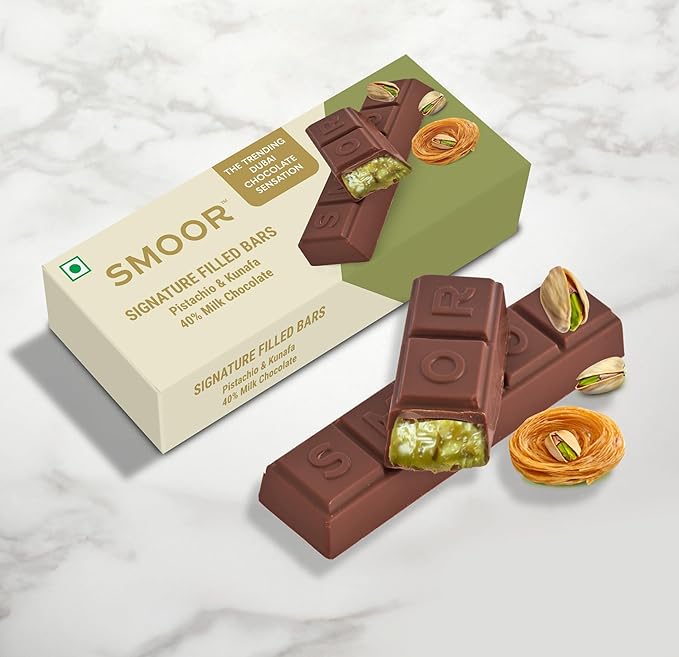 THE TRENDING
DUBAI
CHOCOLATE
SENSATION
SMOOR™
SIGNATURE FILLED BARS
Pistachio & Kunafa
40% Milk Chocolate
SIGNATURE FILLED BARS
Pistachio & Kunafa
40% Milk Chocolate
O R
S
O R
S M O O